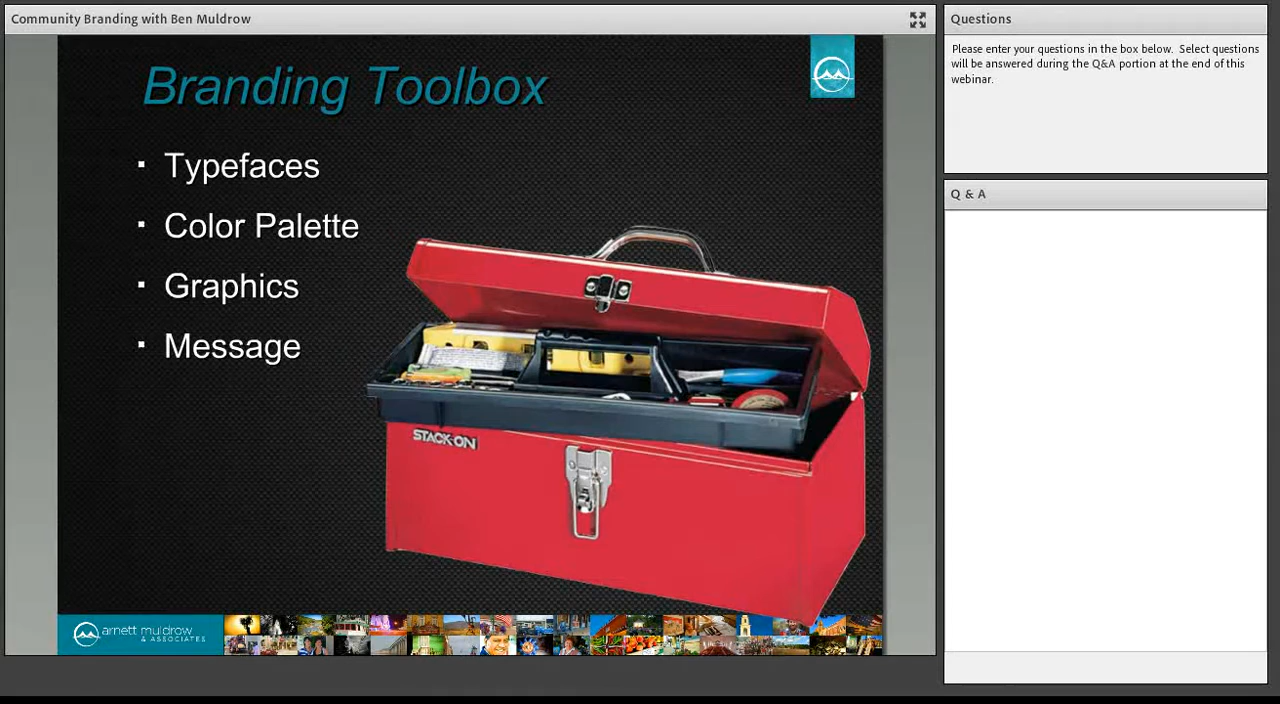 Community Branding with Ben Muldrow
Branding Toolbox
▪ Typefaces
▪ Color Palette
▪ Graphics
▪ Message
STACK-ON
arnett muldrow
& ASSOCIATES
Questions
Please enter your questions in the box below.  Select questions
will be answered during the Q&A portion at the end of this
webinar.
Q & A